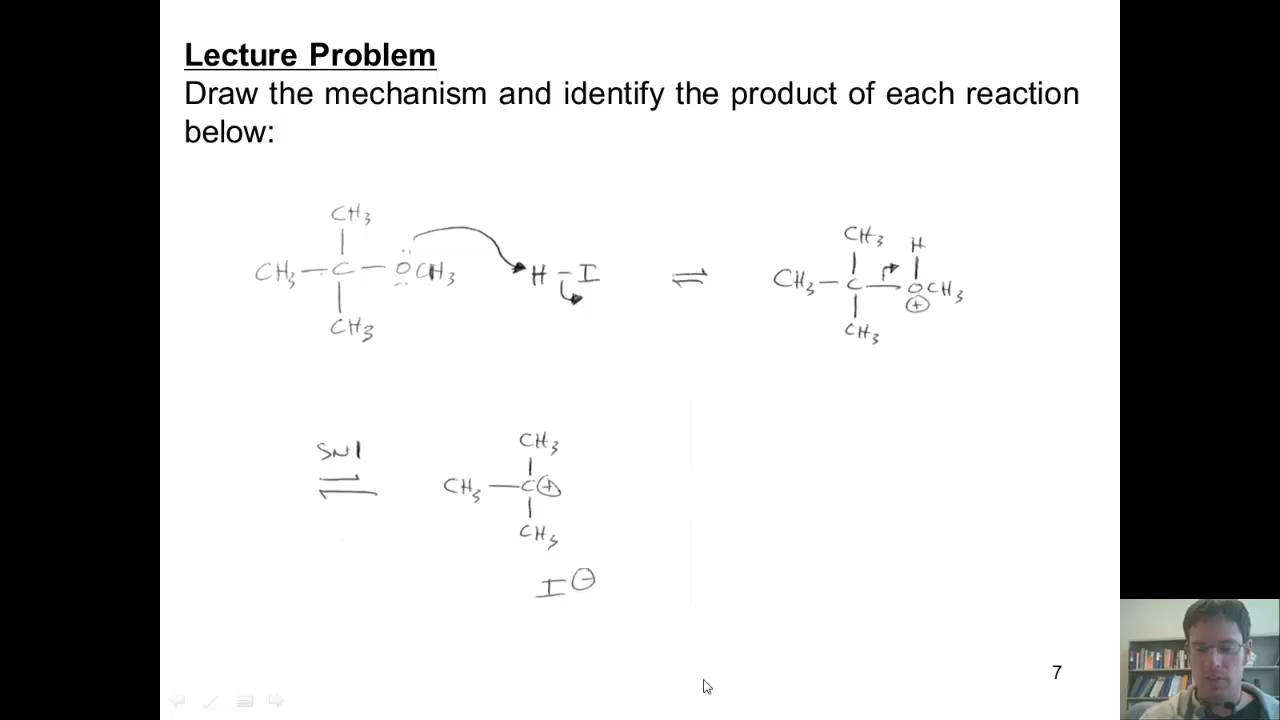 Lecture Problem
Draw the mechanism and identify the product of each reaction
below:
CH3
CH3—C—OCH3 H—I ⇌
CH3
CH3 H
CH3—C—OCH3
⊕
CH3
SN1
⇌
CH3
CH3—C⊕
CH3
I⊖
7